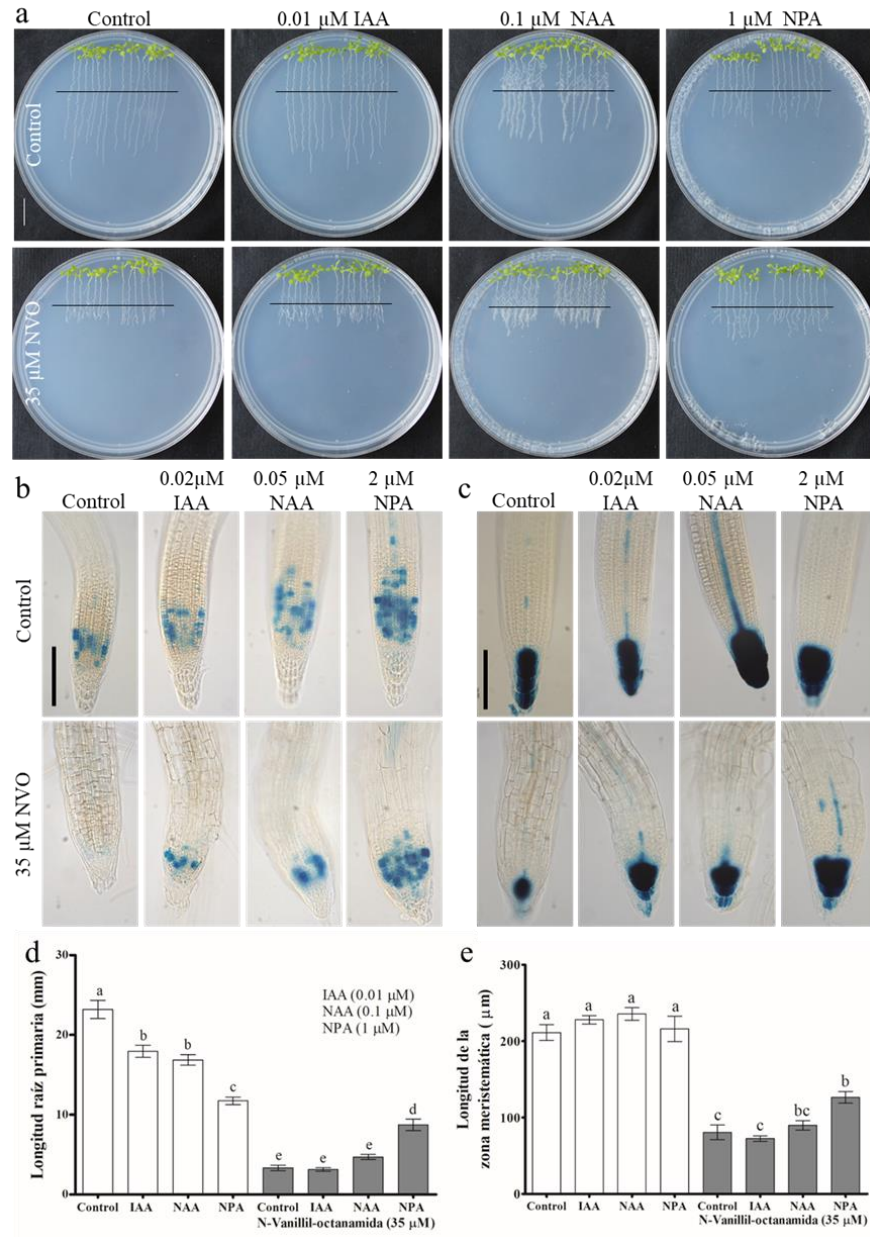 a
Control 0.01 µM IAA 0.1 µM NAA 1 µM NPA
Control
35 µM NVO
b
Control 0.02µM IAA 0.05 µM NAA 2 µM NPA
Control
35 µM NVO
c
Control 0.02µM IAA 0.05 µM NAA 2 µM NPA
d
Longitud raíz primaria (mm)
30
20
10
0
a b b c e e e d
IAA (0.01 µM)
NAA (0.1 µM)
NPA (1 µM)
Control IAA NAA NPA Control IAA NAA NPA
N-Vanillil-octanamida (35 µM)
e
Longitud de la
zona meristemática ( µm)
300
200
100
0
a a a a c c bc b
Control IAA NAA NPA Control IAA NAA NPA
N-Vanillil-octanamida (35 µM)